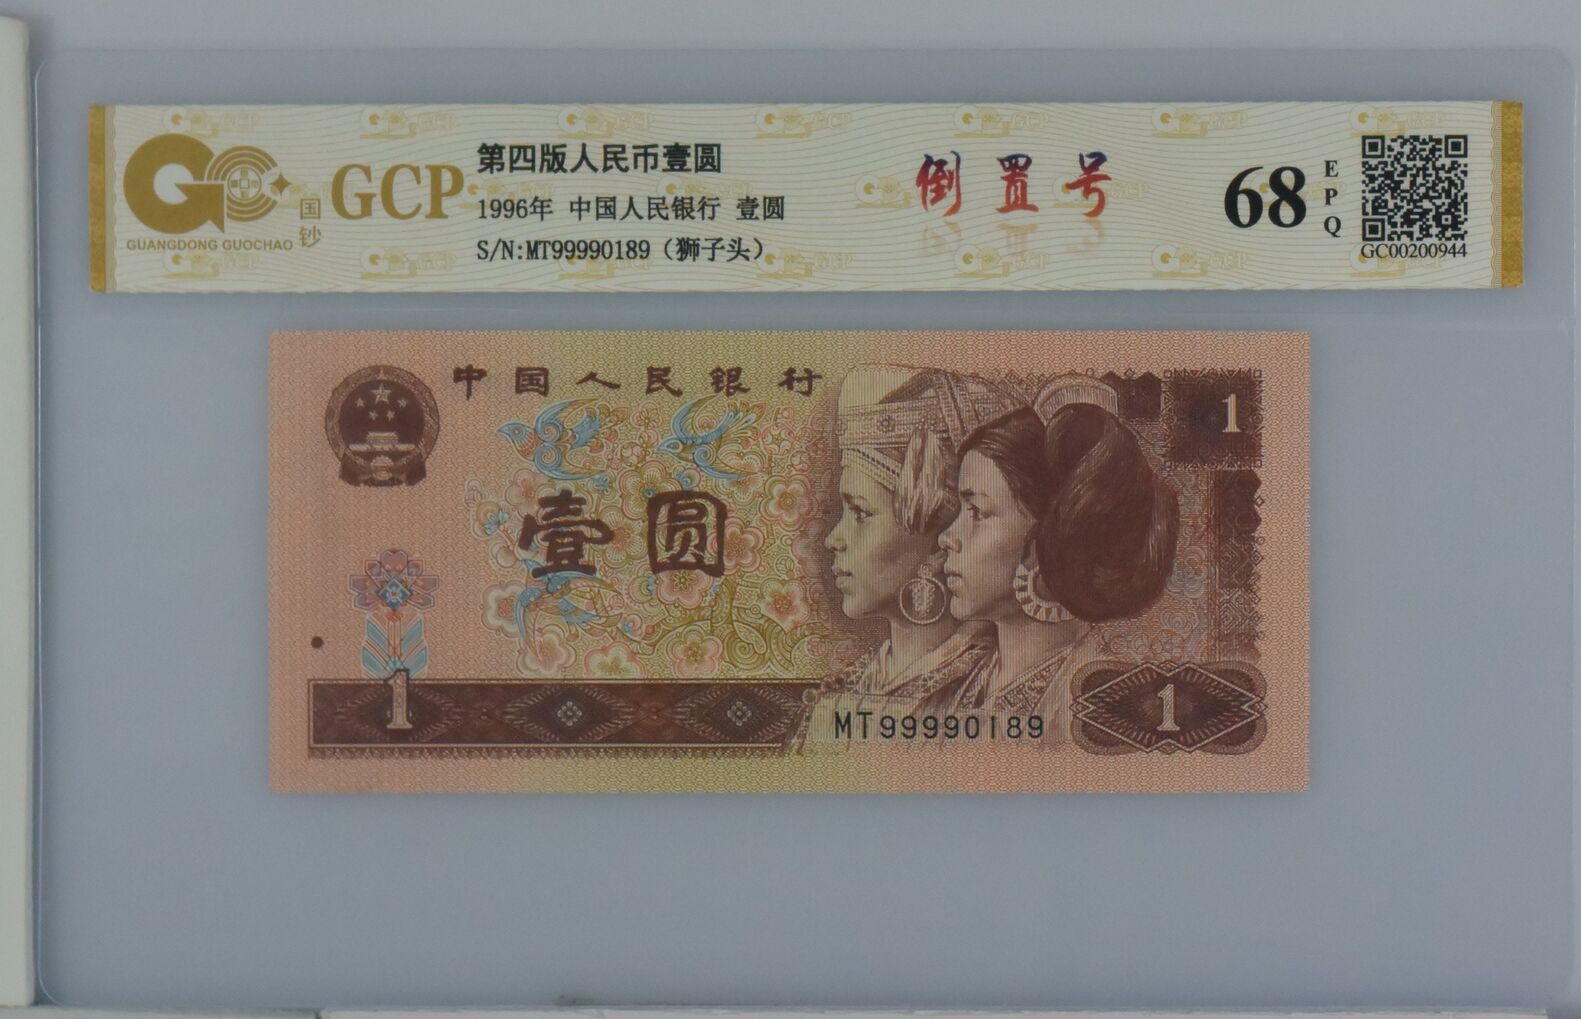 GUANGDONG GUOCHAO
国钞
GCP
第四版人民币壹圆
1996年 中国人民银行 壹圆
S/N:MT99990189（狮子头）
倒置号
68
EPQ
GC00200944
中国人民银行
1
壹圆
1
MT99990189
1